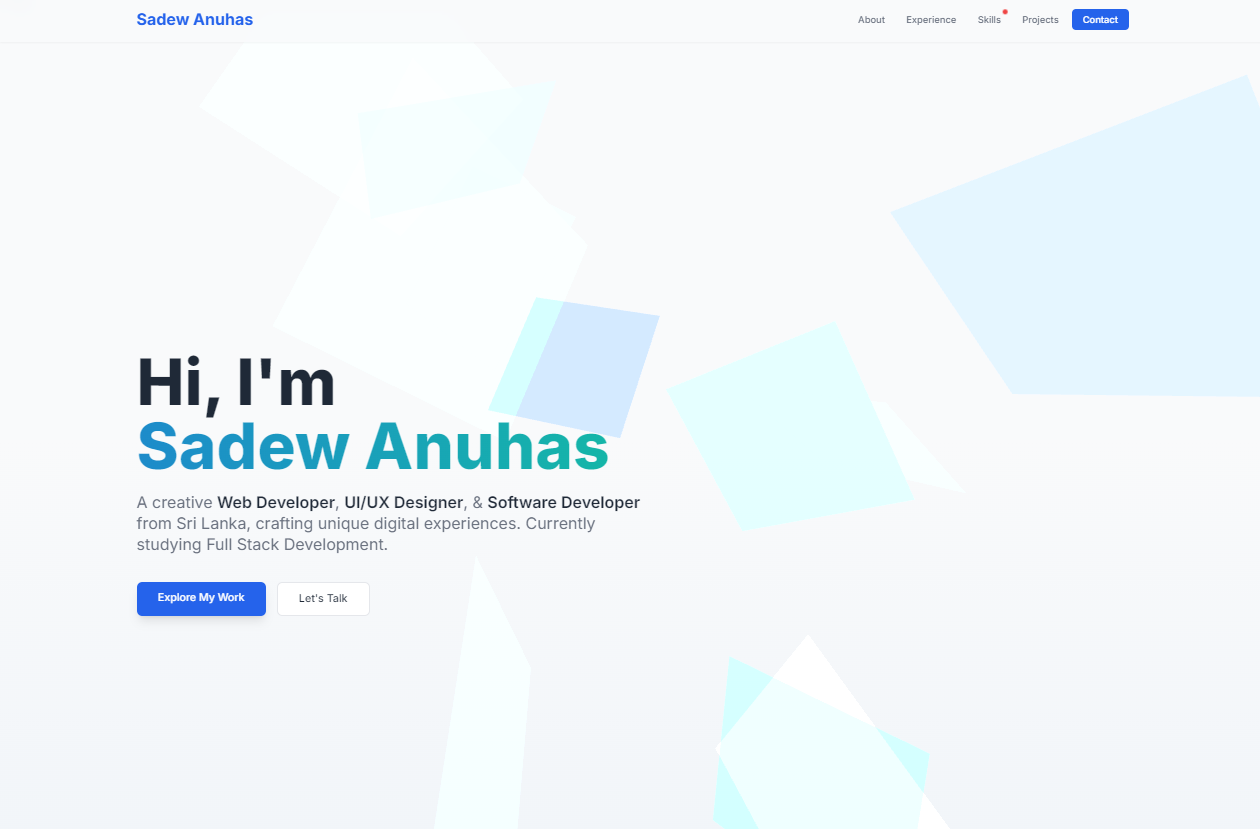 Sadew Anuhas
About Experience Skills Projects Contact
Hi, I'm
Sadew Anuhas
A creative Web Developer, UI/UX Designer, & Software Developer
from Sri Lanka, crafting unique digital experiences. Currently
studying Full Stack Development.
Explore My Work Let's Talk